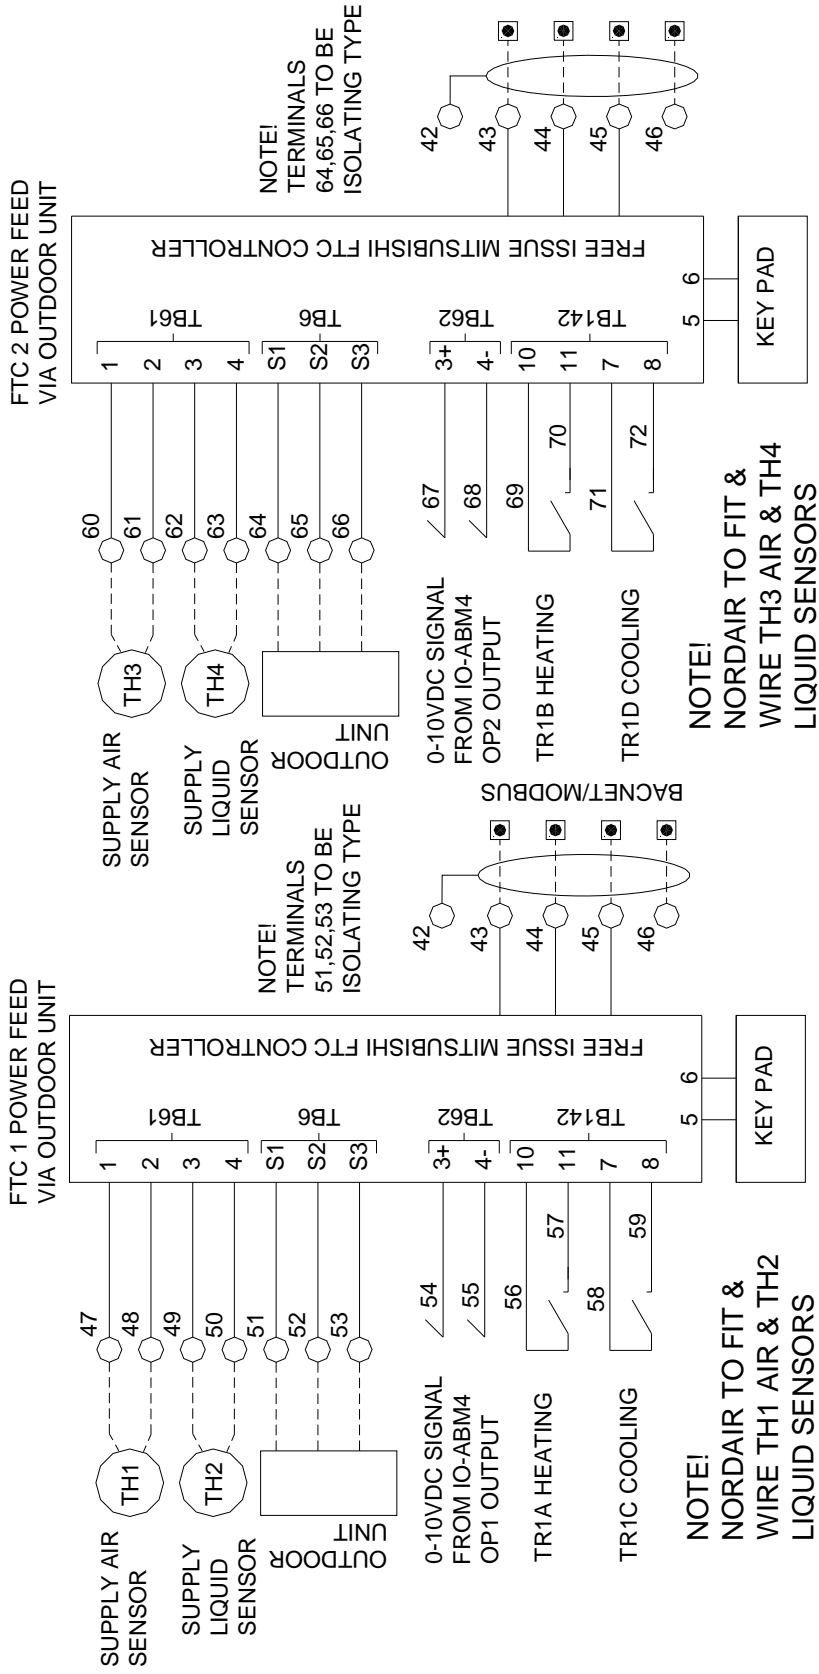 FTC 1 POWER FEED
VIA OUTDOOR UNIT
SUPPLY AIR
SENSOR
TH1
47
48
1
2
TB61
SUPPLY
LIQUID
SENSOR
TH2
49
50
3
4
OUTDOOR
UNIT
51
52
53
S1
S2
S3
TB6
NOTE!
TERMINALS
51,52,53 TO BE
ISOLATING TYPE
FREE ISSUE MITSUBISHI FTC CONTROLLER
0-10VDC SIGNAL
FROM IO-ABM4
OP1 OUTPUT
54
55
3+
4-
TB62
TR1A HEATING
56
57
10
11
TB142
TR1C COOLING
58
59
7
8
42
43
44
45
46
BACNET/MODBUS
5
6
KEY PAD
NOTE!
NORDAIR TO FIT &
WIRE TH1 AIR & TH2
LIQUID SENSORS
FTC 2 POWER FEED
VIA OUTDOOR UNIT
SUPPLY AIR
SENSOR
TH3
60
61
1
2
TB61
SUPPLY
LIQUID
SENSOR
TH4
62
63
3
4
OUTDOOR
UNIT
64
65
66
S1
S2
S3
TB6
NOTE!
TERMINALS
64,65,66 TO BE
ISOLATING TYPE
FREE ISSUE MITSUBISHI FTC CONTROLLER
0-10VDC SIGNAL
FROM IO-ABM4
OP2 OUTPUT
67
68
3+
4-
TB62
TR1B HEATING
69
70
10
11
TB142
TR1D COOLING
71
72
7
8
42
43
44
45
46
5
6
KEY PAD
NOTE!
NORDAIR TO FIT &
WIRE TH3 AIR & TH4
LIQUID SENSORS